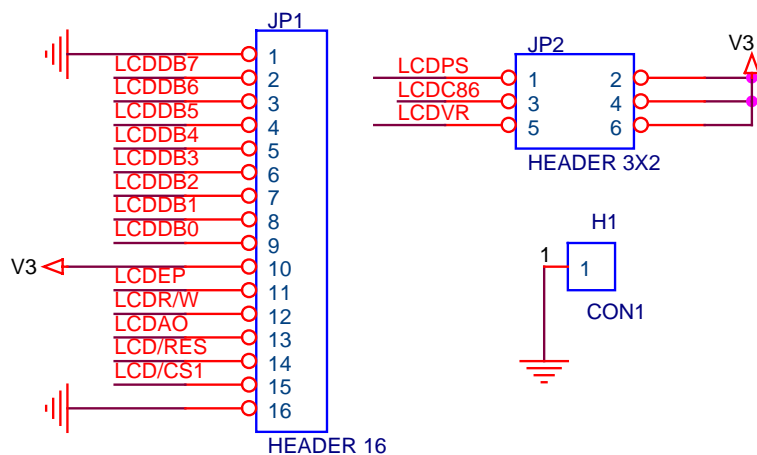 JP1
1
LCDDB7 2
LCDDB6 3
LCDDB5 4
LCDDB4 5
LCDDB3 6
LCDDB2 7
LCDDB1 8
LCDDB0 9
V3 10
LCDEP 11
LCDR/W 12
LCDAO 13
LCD/RES 14
LCD/CS1 15
16
HEADER 16
JP2
V3
LCDPS 1 2
LCDC86 3 4
LCDVR 5 6
HEADER 3X2
H1
1 1
CON1